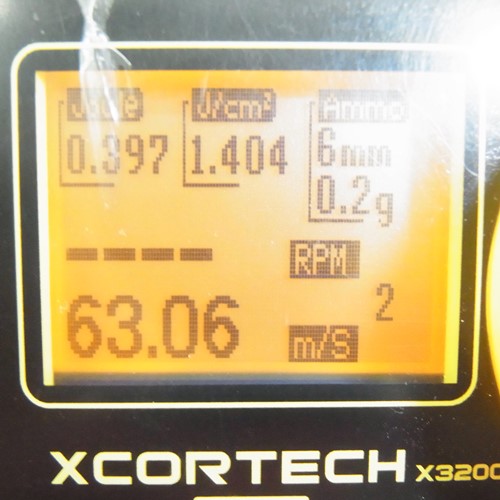 Joule J/cm² Ammo
0.397 1.404 6mm
0.2g
---- RPM
63.06 2
m/S
XCORTECH X3200